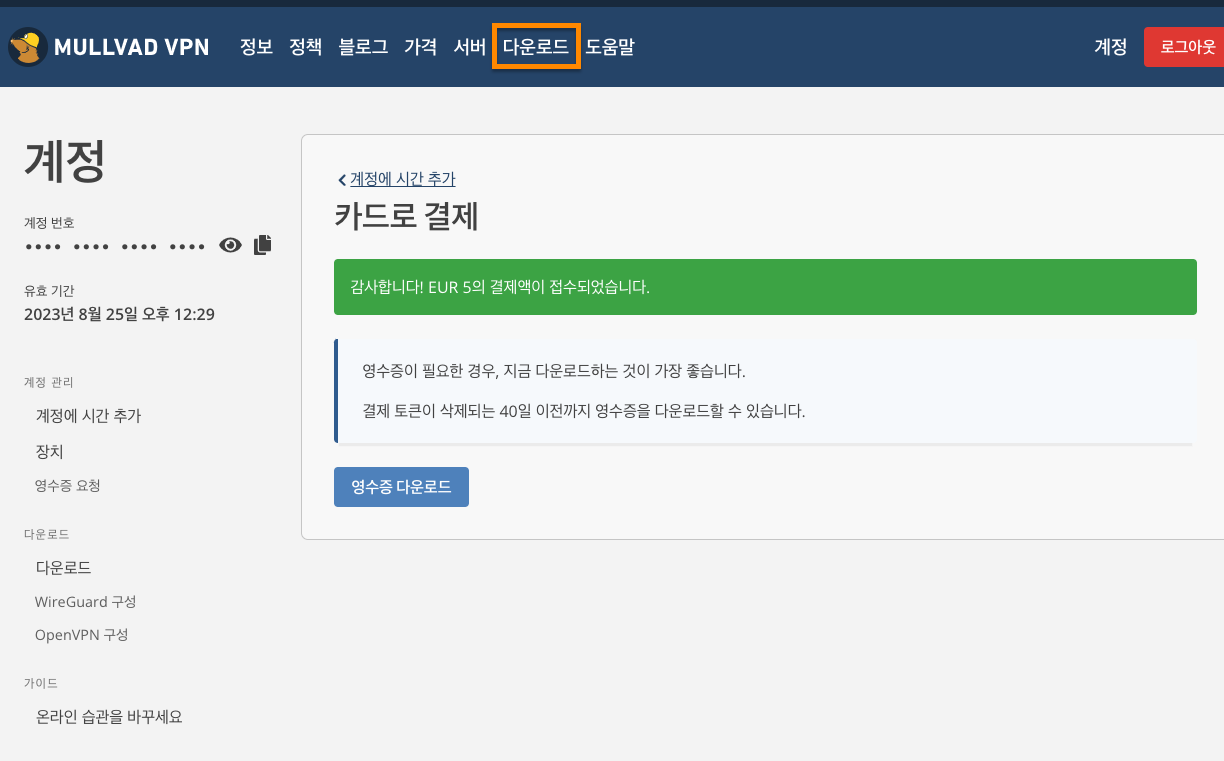 MULLVAD VPN 정보 정책 블로그 가격 서버 다운로드 도움말 계정 로그아웃
계정
계정 번호
•••• •••• •••• ••••
유효 기간
2023년 8월 25일 오후 12:29
계정 관리
계정에 시간 추가
장치
영수증 요청
다운로드
다운로드
WireGuard 구성
OpenVPN 구성
가이드
온라인 습관을 바꾸세요
계정에 시간 추가
카드로 결제
감사합니다! EUR 5의 결제액이 접수되었습니다.
영수증이 필요한 경우, 지금 다운로드하는 것이 가장 좋습니다.
결제 토큰이 삭제되는 40일 이전까지 영수증을 다운로드할 수 있습니다.
영수증 다운로드